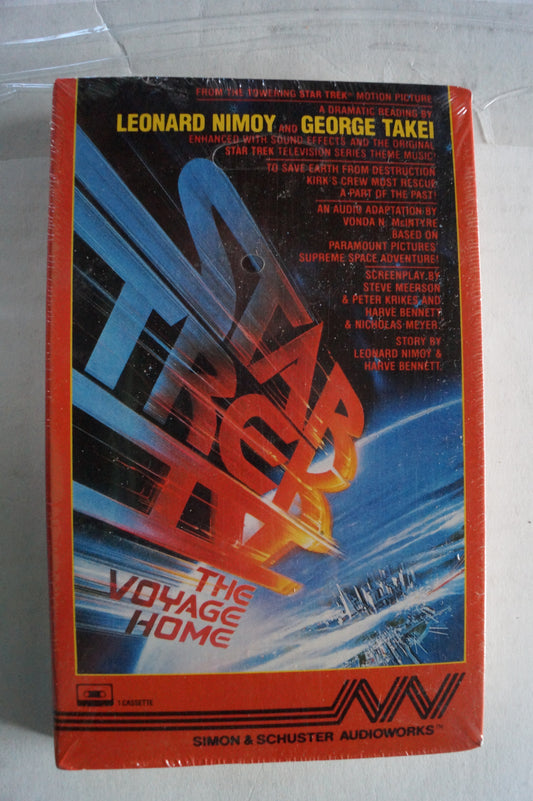 FROM THE TOWERING STAR TREK™ MOTION PICTURE
A DRAMATIC READING BY
LEONARD NIMOY AND GEORGE TAKEI
ENHANCED WITH SOUND EFFECTS AND THE ORIGINAL
STAR TREK TELEVISION SERIES THEME MUSIC
TO SAVE EARTH FROM DESTRUCTION
KIRK'S CREW MOST RESCUE
A PART OF THE PAST!
AN AUDIO ADAPTATION BY
VONDA N. McINTYRE
BASED ON
PARAMOUNT PICTURES'
SUPREME SPACE ADVENTURE!
SCREENPLAY BY
STEVE MEERSON
& PETER KRIKES AND
HARVE BENNETT
& NICHOLAS MEYER.
STORY BY
LEONARD NIMOY &
HARVE BENNETT.
STAR
TREK
IV
THE
VOYAGE
HOME
1 CASSETTE
SIMON & SCHUSTER AUDIOWORKS™